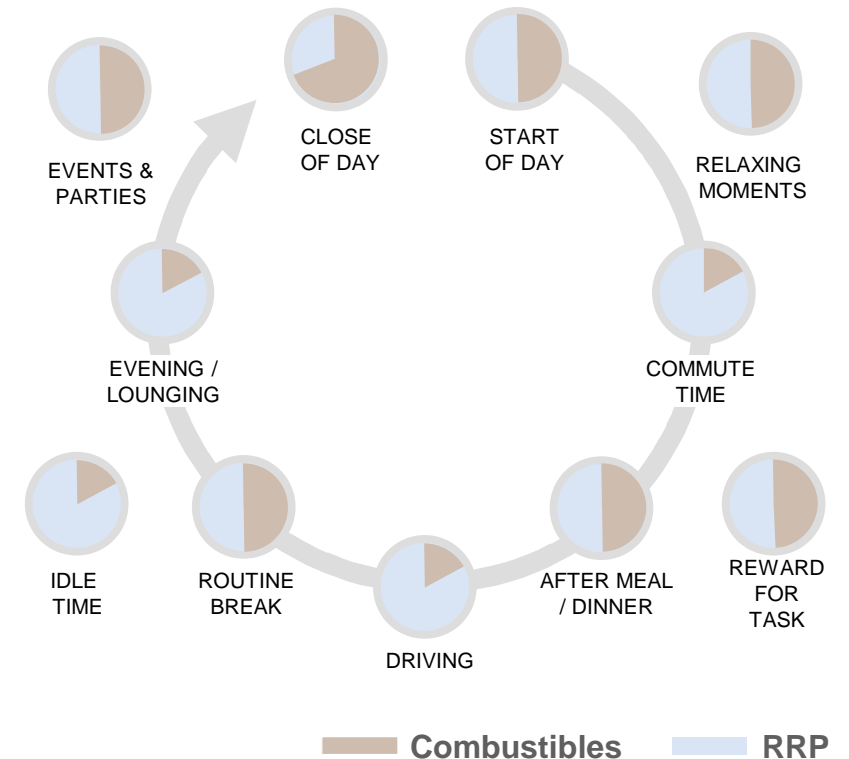 CLOSE
OF DAY
START
OF DAY
EVENTS &
PARTIES
RELAXING
MOMENTS
EVENING /
LOUNGING
COMMUTE
TIME
IDLE
TIME
ROUTINE
BREAK
DRIVING
AFTER MEAL
/ DINNER
REWARD
FOR
TASK
Combustibles
RRP